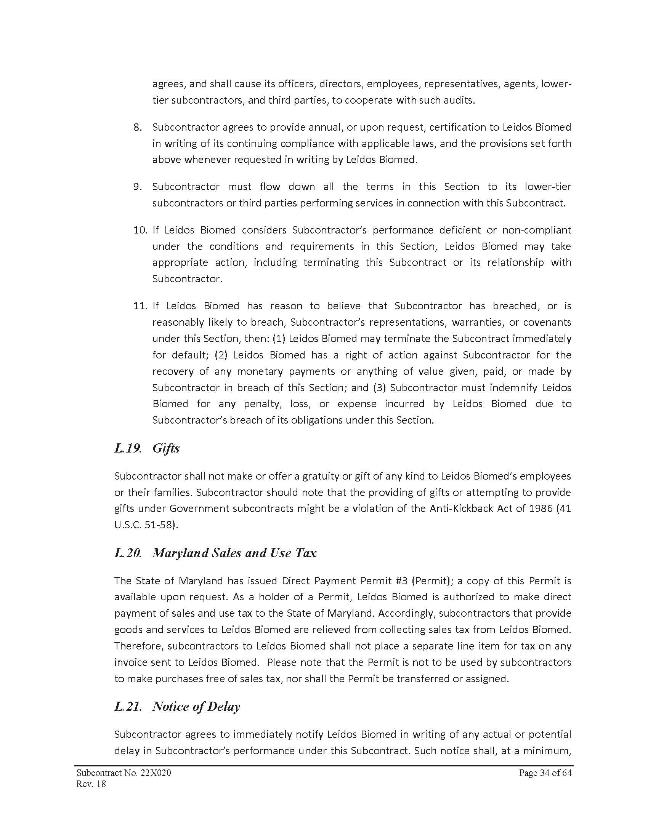 agrees, and shall cause its officers, directors, employees, representatives, agents, lower-
tier subcontractors, and third parties, to cooperate with such audits.
8. Subcontractor agrees to provide annual, or upon request, certification to Leidos Biomed
in writing of its continuing compliance with applicable laws, and the provisions set forth
above whenever requested in writing by Leidos Biomed.
9. Subcontractor must flow down all the terms in this Section to its lower-tier
subcontractors or third parties performing services in connection with this Subcontract.
10. If Leidos Biomed considers Subcontractor's performance deficient or non-compliant
under the conditions and requirements in this Section, Leidos Biomed may take
appropriate action, including terminating this Subcontract or its relationship with
Subcontractor.
11. If Leidos Biomed has reason to believe that Subcontractor has breached, or is
reasonably likely to breach, Subcontractor's representations, warranties, or covenants
under this Section, then: (1) Leidos Biomed may terminate the Subcontract immediately
for default; (2) Leidos Biomed has a right of action against Subcontractor for the
recovery of any monetary payments or anything of value given, paid, or made by
Subcontractor in breach of this Section; and (3) Subcontractor must indemnify Leidos
Biomed for any penalty, loss, or expense incurred by Leidos Biomed due to
Subcontractor's breach of its obligations under this Section.
L.19. Gifts
Subcontractor shall not make or offer a gratuity or gift of any kind to Leidos Biomed's employees
or their families. Subcontractor should note that the providing of gifts or attempting to provide
gifts under Government subcontracts might be a violation of the Anti-Kickback Act of 1986 (41
U.S.C. 51-58).
L.20. Maryland Sales and Use Tax
The State of Maryland has issued Direct Payment Permit #3 (Permit); a copy of this Permit is
available upon request. As a holder of a Permit, Leidos Biomed is authorized to make direct
payment of sales and use tax to the State of Maryland. Accordingly, subcontractors that provide
goods and services to Leidos Biomed are relieved from collecting sales tax from Leidos Biomed.
Therefore, subcontractors to Leidos Biomed shall not place a separate line item for tax on any
invoice sent to Leidos Biomed. Please note that the Permit is not to be used by subcontractors
to make purchases free of sales tax, nor shall the Permit be transferred or assigned.
L.21. Notice of Delay
Subcontractor agrees to immediately notify Leidos Biomed in writing of any actual or potential
delay in Subcontractor's performance under this Subcontract. Such notice shall, at a minimum,
Subcontract No. 22X020 Page 34 of 64
Rev. 18